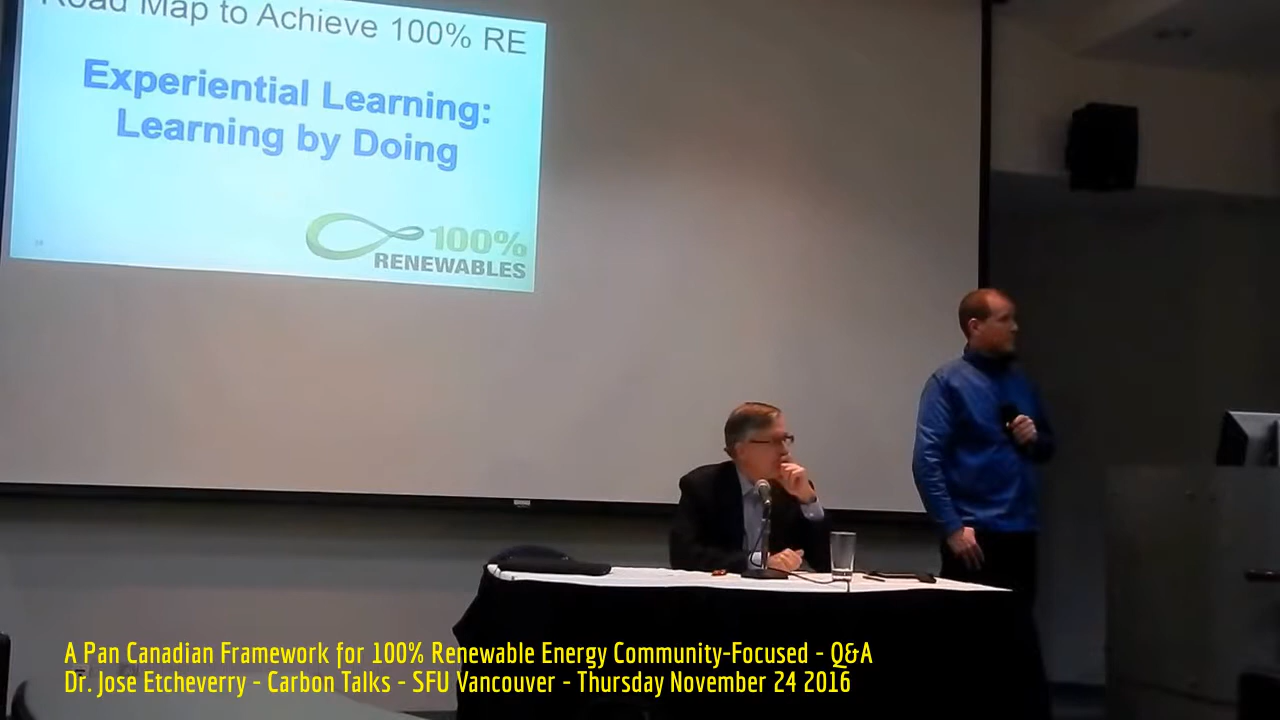 Road Map to Achieve 100% RE
Experiential Learning:
Learning by Doing
100%
RENEWABLES
A Pan Canadian Framework for 100% Renewable Energy Community-Focused - Q&A
Dr. Jose Etcheverry - Carbon Talks - SFU Vancouver - Thursday November 24 2016